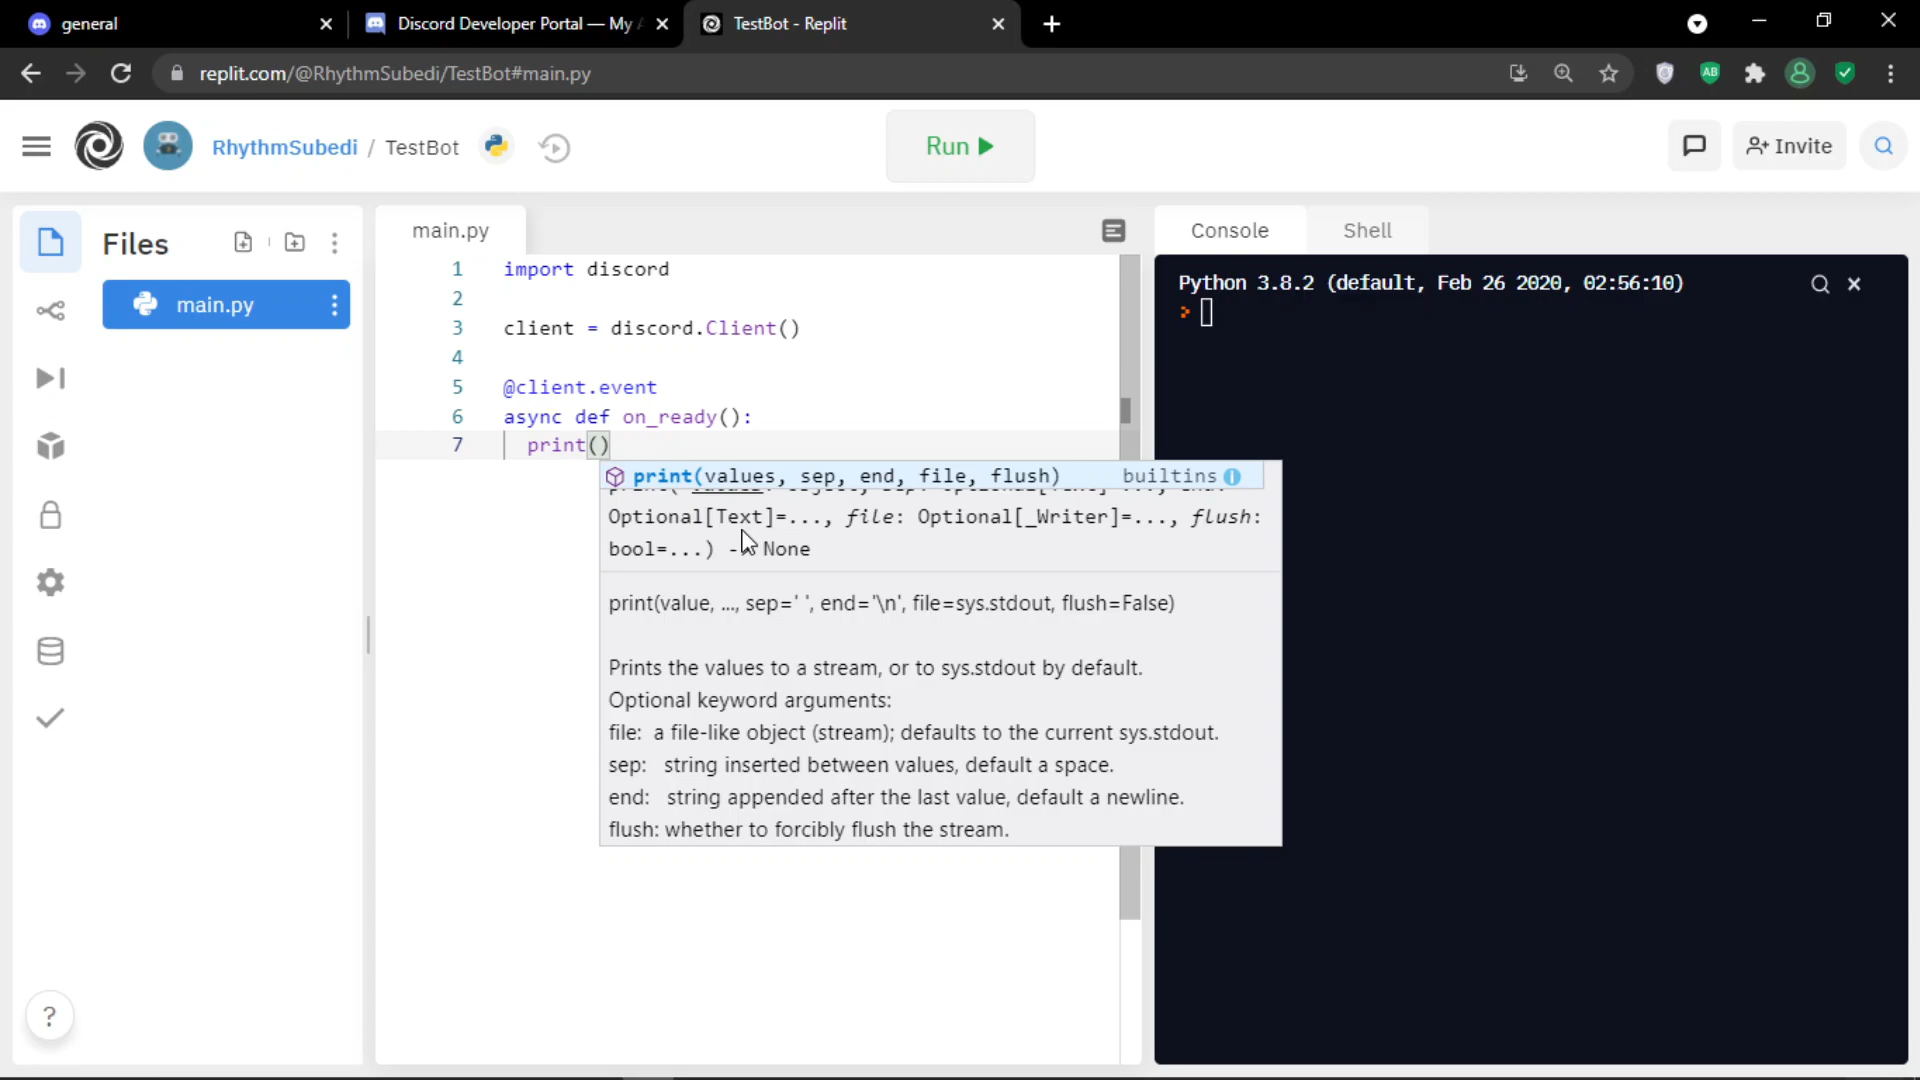 general
Discord Developer Portal — My
TestBot - Replit
replit.com/@RhythmSubedi/TestBot#main.py
AB
RhythmSubedi / TestBot
Run
Invite
Files
main.py
main.py
1 import discord
2
3 client = discord.Client()
4
5 @client.event
6 async def on_ready():
7 print()
print(values, sep, end, file, flush) builtins
Optional[Text]=..., file: Optional[_Writer]=..., flush:
bool=...) - None
print(value, ..., sep=' ', end='\n', file=sys.stdout, flush=False)
Prints the values to a stream, or to sys.stdout by default.
Optional keyword arguments:
file: a file-like object (stream); defaults to the current sys.stdout.
sep: string inserted between values, default a space.
end: string appended after the last value, default a newline.
flush: whether to forcibly flush the stream.
Console Shell
Python 3.8.2 (default, Feb 26 2020, 02:56:10)
>
?